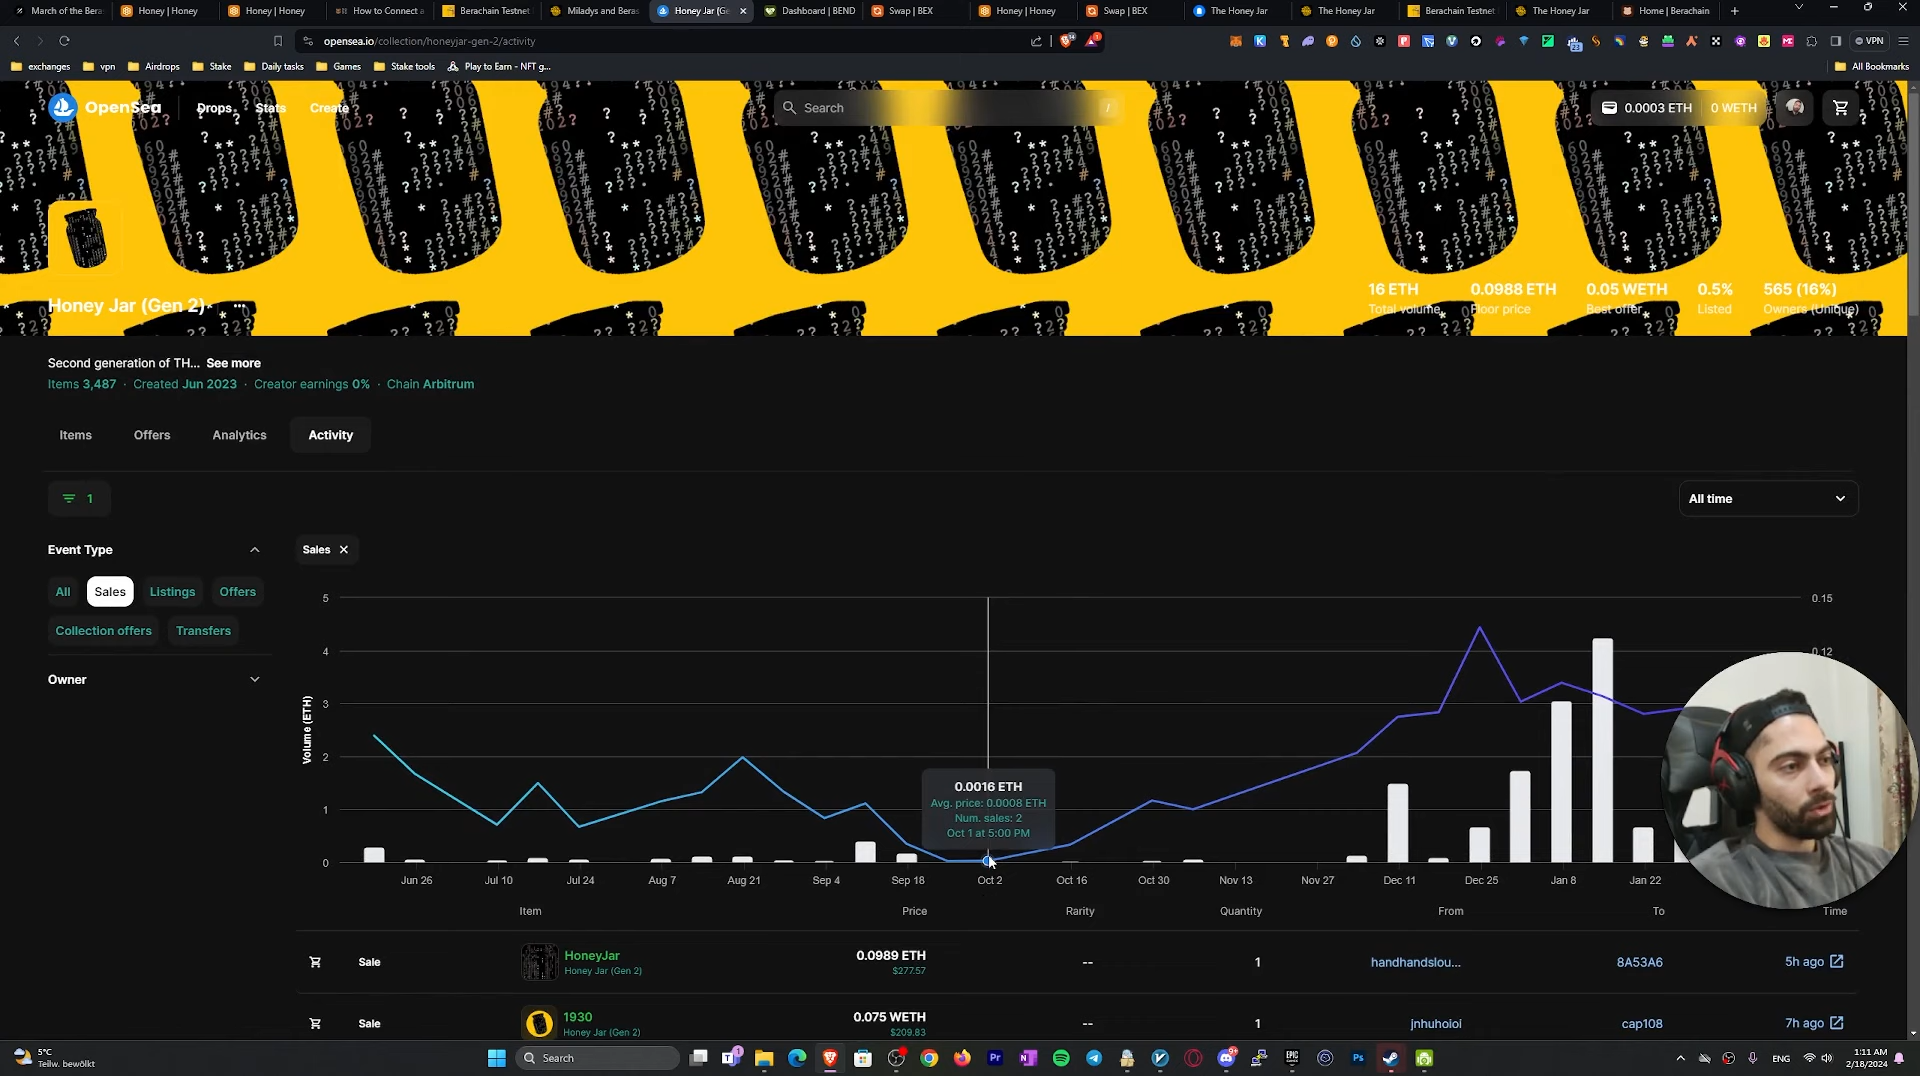 March of the Bera
Honey | Honey
Honey | Honey
How to Connect a
Berachain Testnet
Miladys and Beras
Honey Jar (Ge
Dashboard | BEND
Swap | BEX
Honey | Honey
Swap | BEX
The Honey Jar
The Honey Jar
Berachain Testnet
The Honey Jar
Home | Berachain
opensea.io/collection/honeyjar-gen-2/activity
VPN
exchanges
vpn
Airdrops
Stake
Daily tasks
Games
Stake tools
Play to Earn - NFT g...
All Bookmarks
OpenSea
Drops
Stats
Create
Search
/
0.0003 ETH
0 WETH
Honey Jar (Gen 2)
...
16 ETH
0.0988 ETH
0.05 WETH
0.5%
565 (16%)
Total volume
Floor price
Best offer
Listed
Owners (Unique)
Second generation of TH... See more
Items 3,487 · Created Jun 2023 · Creator earnings 0% · Chain Arbitrum
Items
Offers
Analytics
Activity
1
All time
Event Type
Sales
All
Sales
Listings
Offers
Collection offers
Transfers
Owner
Volume (ETH)
5
4
3
2
1
0
0.15
0.12
0.0016 ETH
Avg. price: 0.0008 ETH
Num. sales: 2
Oct 1 at 5:00 PM
Jun 26
Jul 10
Jul 24
Aug 7
Aug 21
Sep 4
Sep 18
Oct 2
Oct 16
Oct 30
Nov 13
Nov 27
Dec 11
Dec 25
Jan 8
Jan 22
Item
Price
Rarity
Quantity
From
To
Time
Sale
HoneyJar
Honey Jar (Gen 2)
0.0989 ETH
$277.57
--
1
handhandslou...
8A53A6
5h ago
Sale
1930
Honey Jar (Gen 2)
0.075 WETH
$209.83
--
1
jnhuhoioi
cap108
7h ago
5°C
Teilw. bewölkt
Search
ENG
1:11 AM
2/18/2024